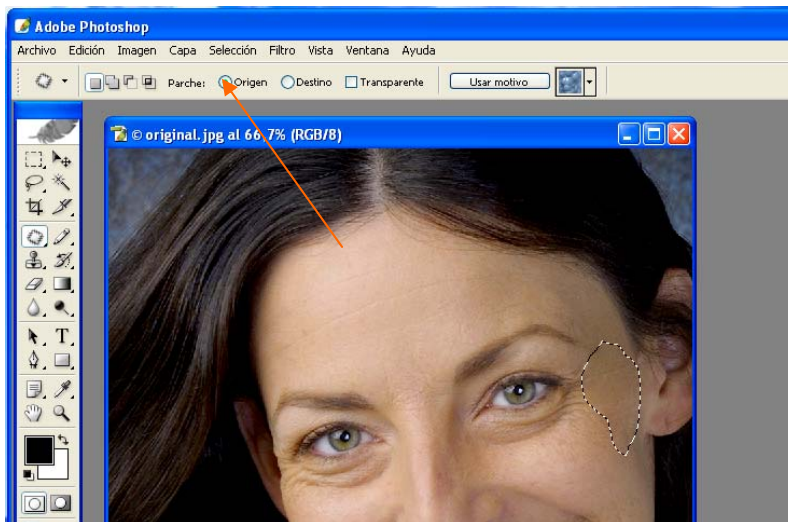 Adobe Photoshop
Archivo Edición Imagen Capa Selección Filtro Vista Ventana Ayuda
Parche: Origen Destino Transparente Usar motivo
© original.jpg al 66,7% (RGB/8)
T